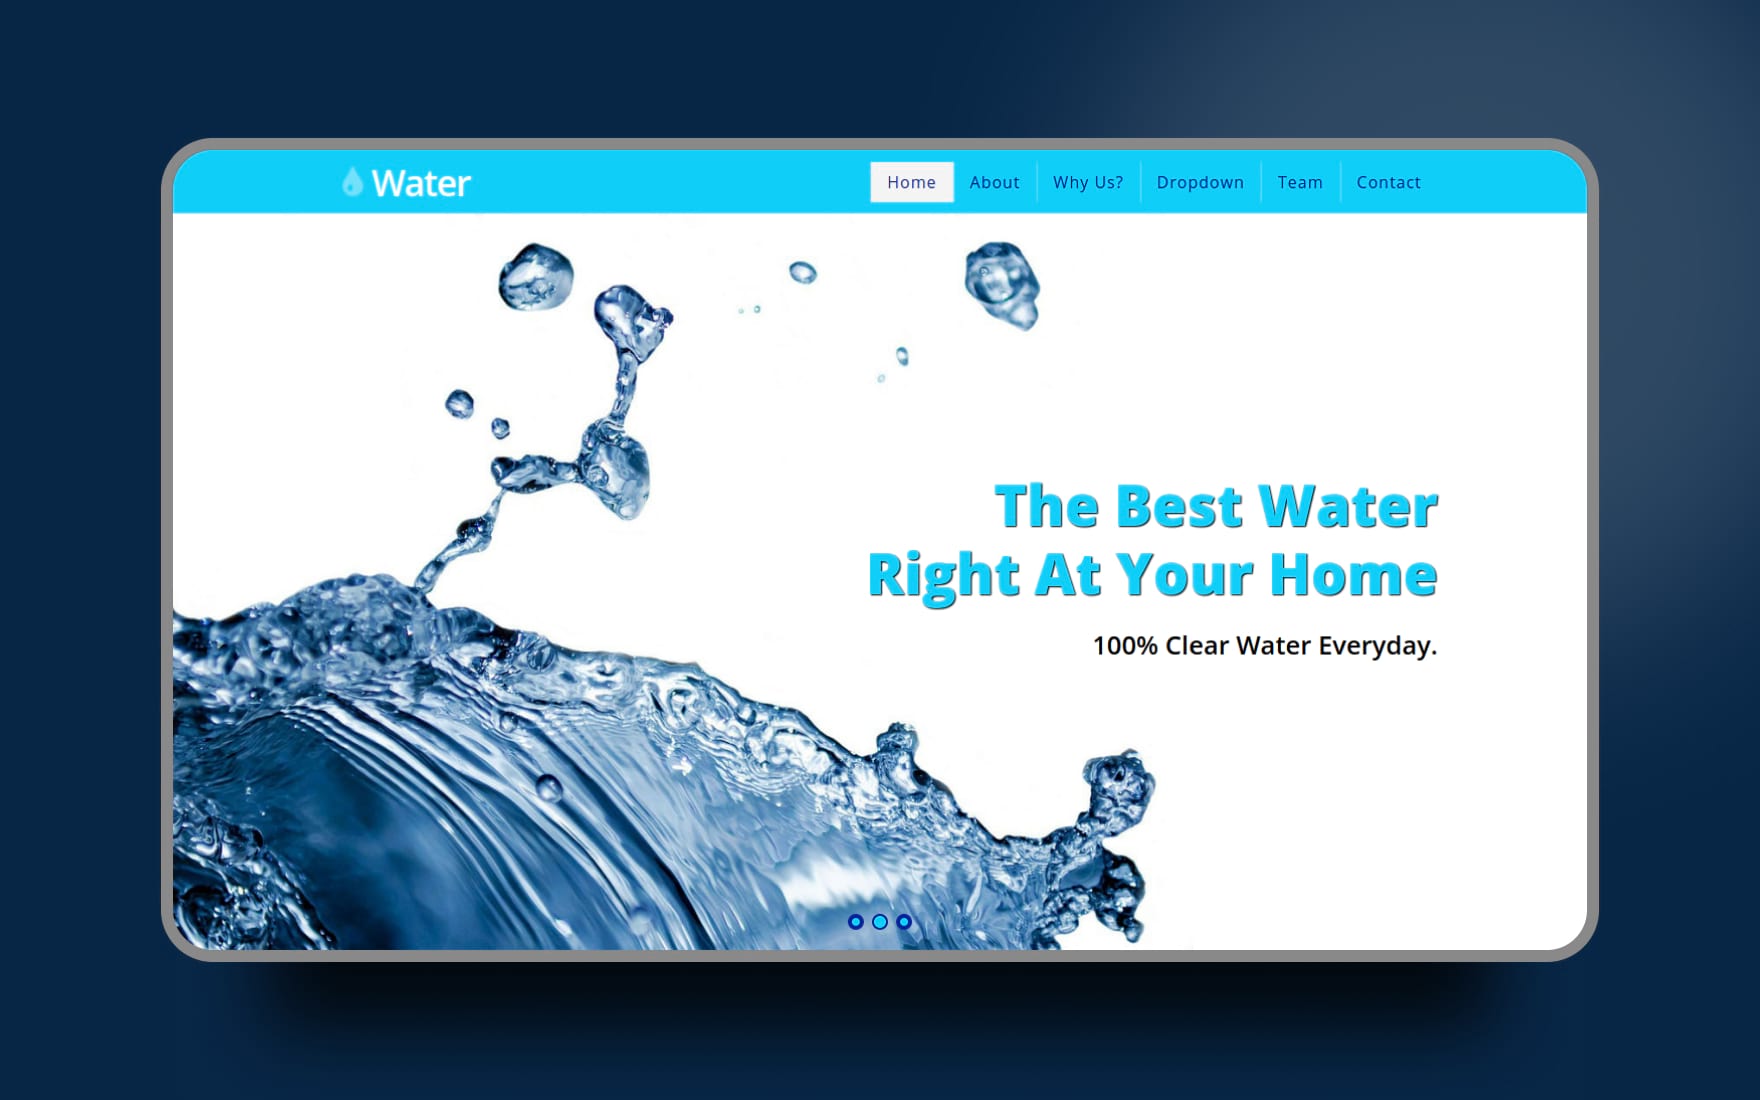 Water
Home About Why Us? Dropdown Team Contact
The Best Water
Right At Your Home
100% Clear Water Everyday.